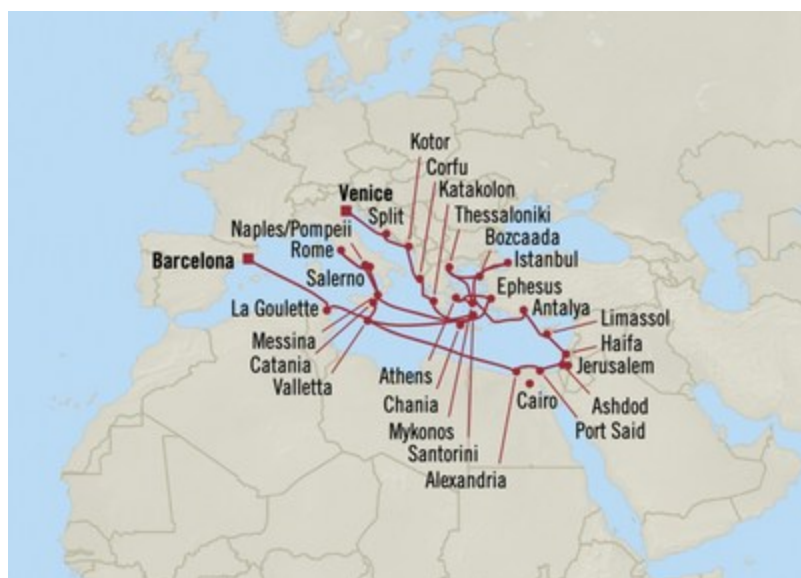 Kotor
Corfu
Katakolon
Venice
Thessaloniki
Split
Bozcaada
Naples/Pompeii
Rome
Istanbul
Barcelona
Salerno
Ephesus
La Goulette
Antalya
Limassol
Messina
Haifa
Catania
Jerusalem
Valletta
Athens
Cairo
Ashdod
Chania
Port Said
Mykonos
Santorini
Alexandria